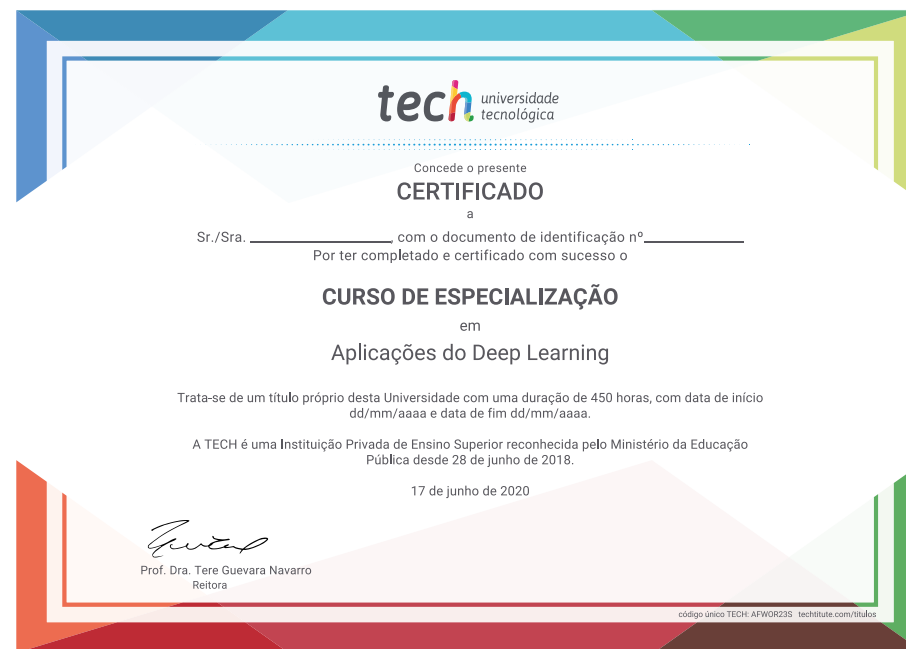 tech universidade
tecnológica
Concede o presente
CERTIFICADO
a
Sr./Sra. ____________________, com o documento de identificação nº______________
Por ter completado e certificado com sucesso o
CURSO DE ESPECIALIZAÇÃO
em
Aplicações do Deep Learning
Trata-se de um título próprio desta Universidade com uma duração de 450 horas, com data de início
dd/mm/aaaa e data de fim dd/mm/aaaa.
A TECH é uma Instituição Privada de Ensino Superior reconhecida pelo Ministério da Educação
Pública desde 28 de junho de 2018.
17 de junho de 2020
Prof. Dra. Tere Guevara Navarro
Reitora
código único TECH: AFWOR23S techtitute.com/titulos